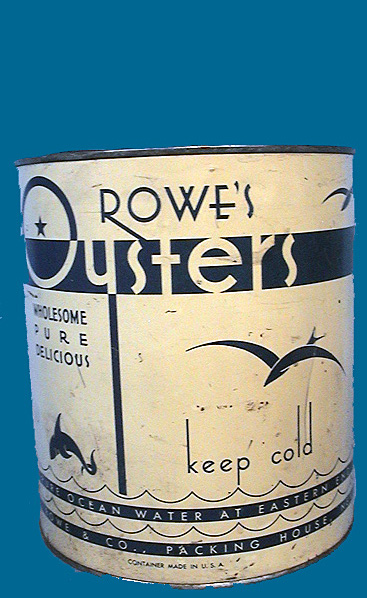 ROWE'S
Oysters
WHOLESOME
PURE
DELICIOUS
keep cold
OCEAN WATER AT EASTERN
& CO., PACKING HOUSE,
CONTAINER MADE IN U.S.A.